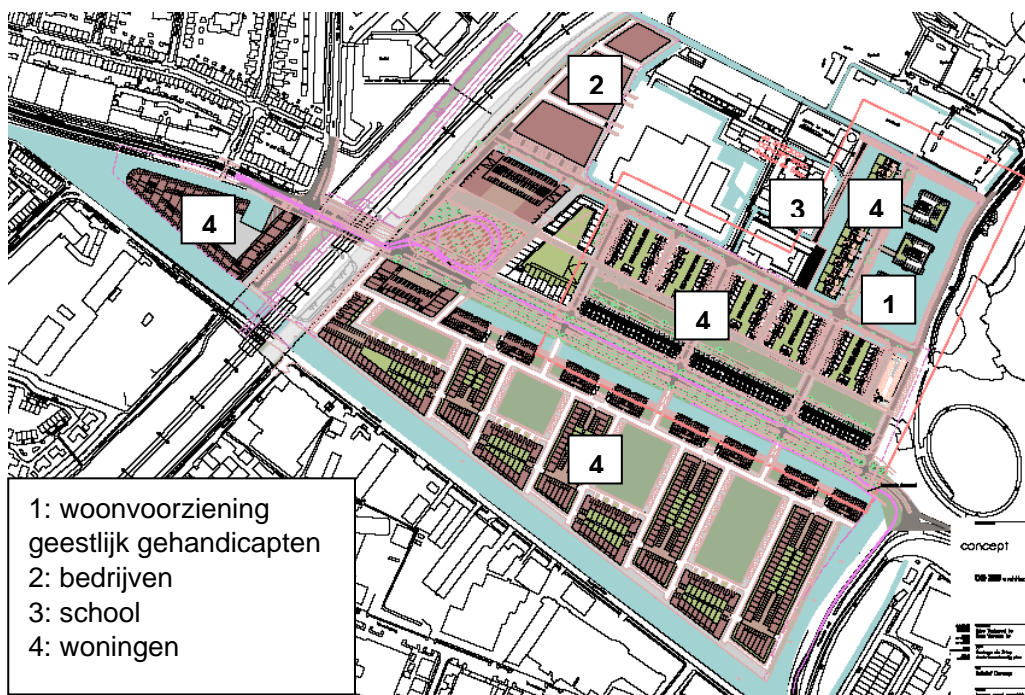 2
4
3
4
1
4
4
1: woonvoorziening
geestlijk gehandicapten
2: bedrijven
3: school
4: woningen
concept